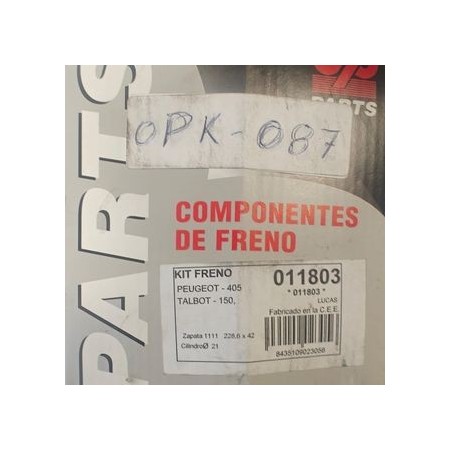 PARTS
PARTS
OPK-087
COMPONENTES
DE FRENO
KIT FRENO
011803
PEUGEOT - 405
* 011803 *
TALBOT - 150,
LUCAS
Fabricado en la C.E.E.
Zapata 1111 228,6 x 42
CilindroØ 21
8435109023056